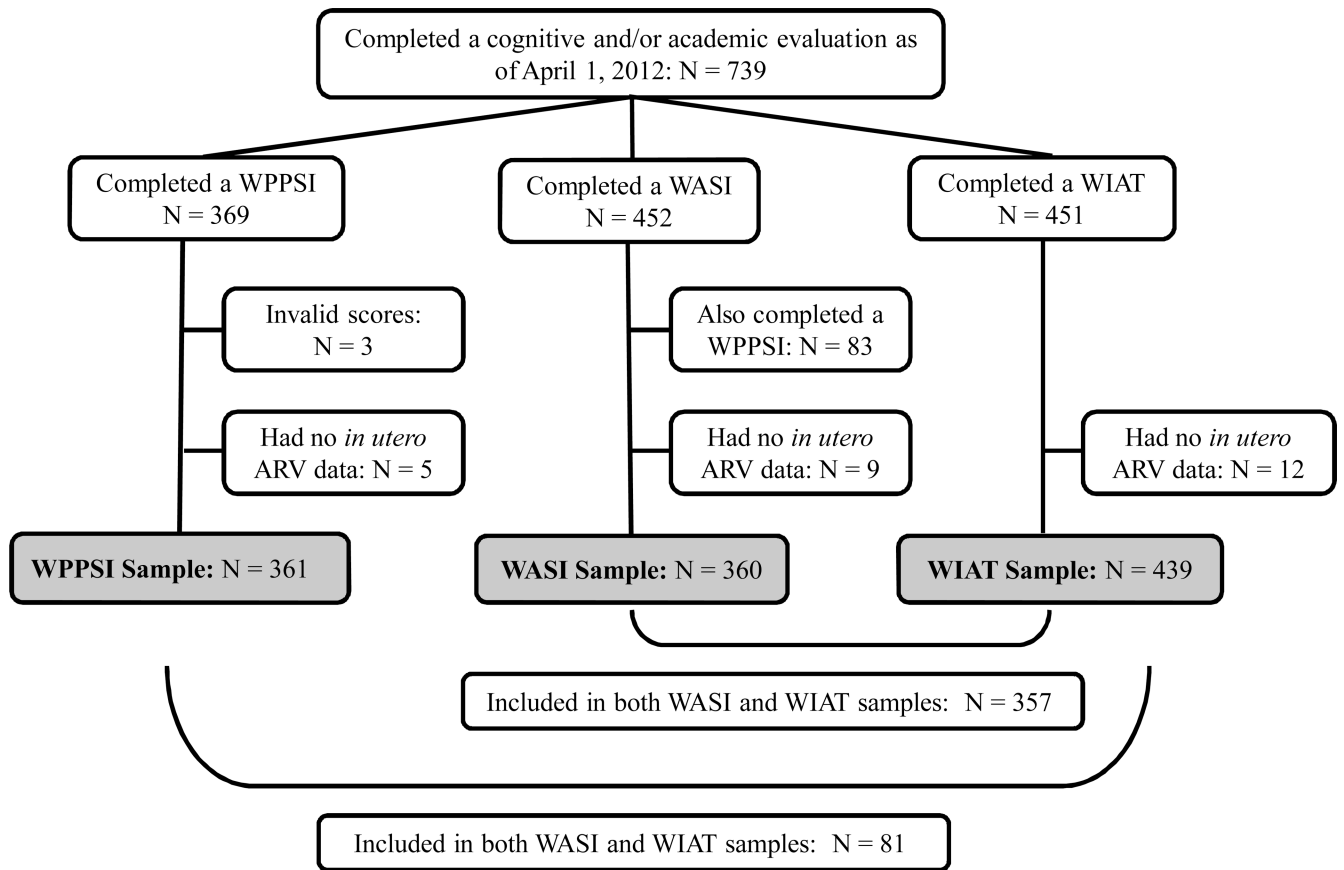 Completed a cognitive and/or academic evaluation as
of April 1, 2012: N = 739
Completed a WPPSI
N = 369
Completed a WASI
N = 452
Completed a WIAT
N = 451
Invalid scores:
N = 3
Also completed a
WPPSI: N = 83
Had no in utero
ARV data: N = 5
Had no in utero
ARV data: N = 9
Had no in utero
ARV data: N = 12
WPPSI Sample: N = 361
WASI Sample: N = 360
WIAT Sample: N = 439
Included in both WASI and WIAT samples: N = 357
Included in both WASI and WIAT samples: N = 81